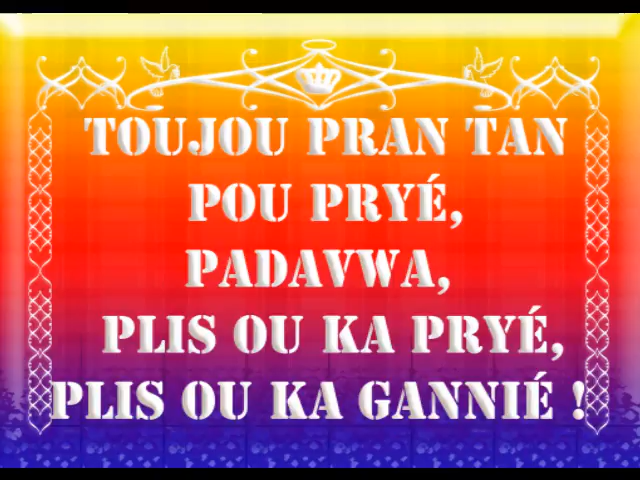 TOUJOU PRAN TAN
POU PRYÉ,
PADAVWA,
PLIS OU KA PRYÉ,
PLIS OU KA GANNIÉ !